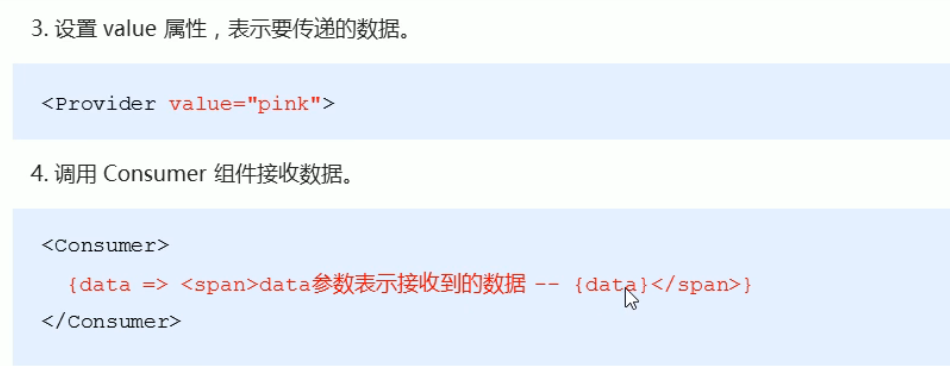 3. 设置 value 属性，表示要传递的数据。
<Provider value="pink">
4. 调用 Consumer 组件接收数据。
<Consumer>
{data => <span>data参数表示接收到的数据 -- {data}</span>}
</Consumer>